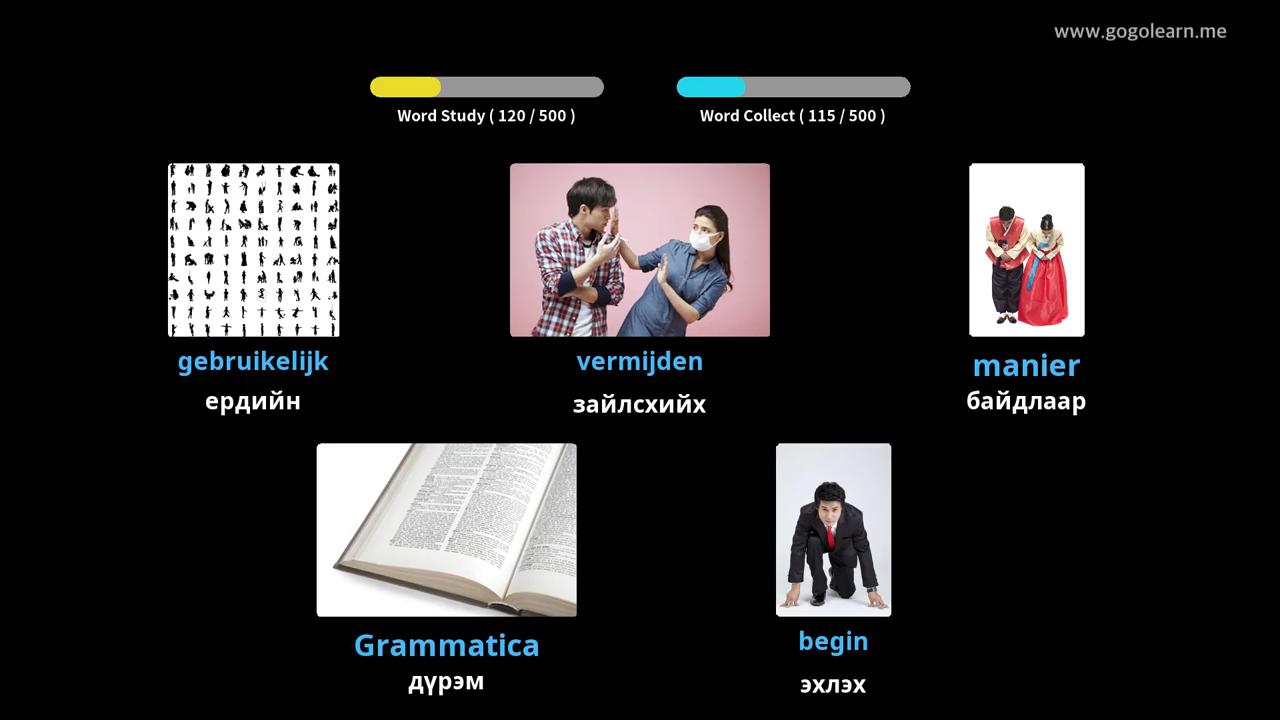 www.gogolearn.me
Word Study ( 120 / 500 )
Word Collect ( 115 / 500 )
gebruikelijk
ердийн
vermijden
зайлсхийх
manier
байдлаар
Grammatica
дүрэм
begin
эхлэх